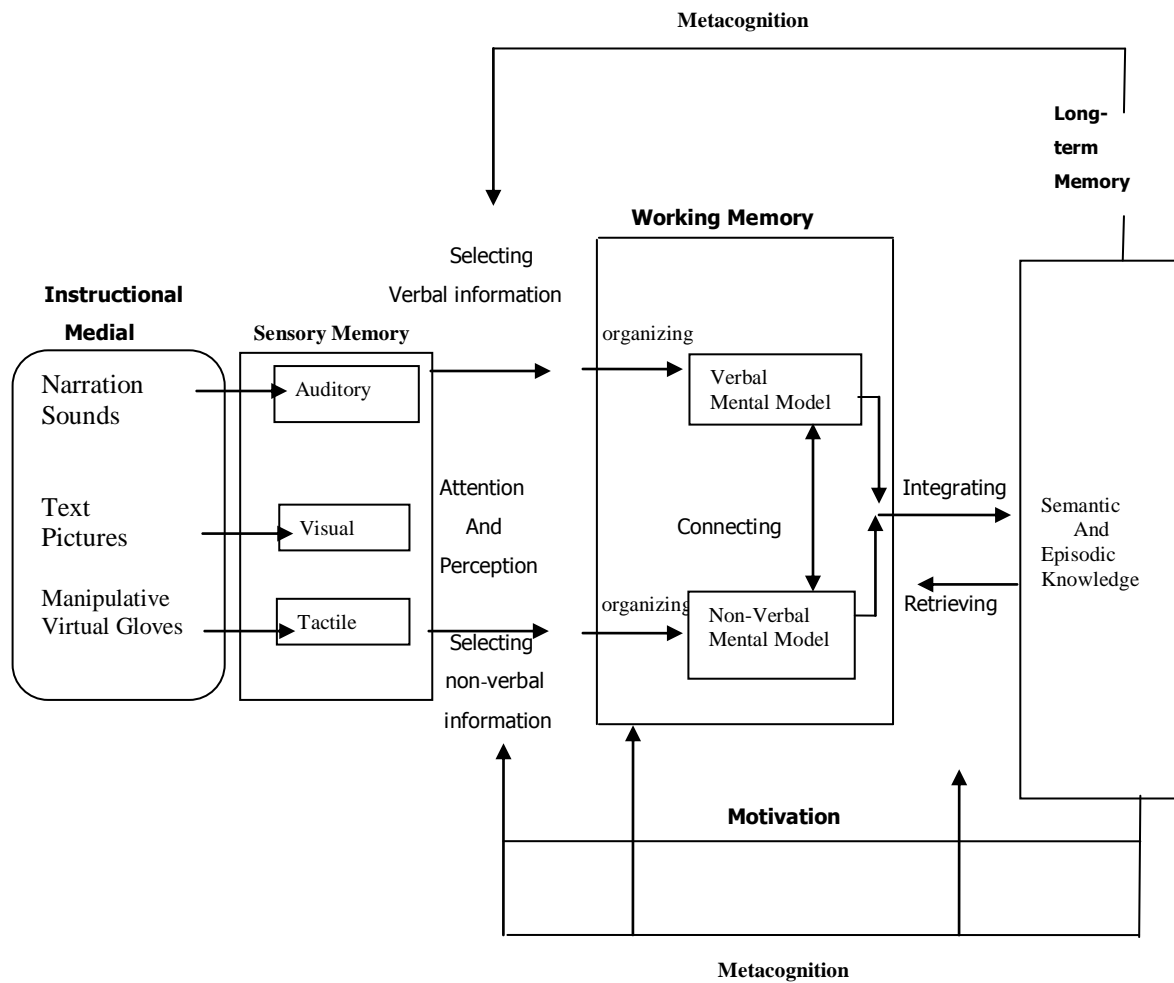 Metacognition
Long-
term
Memory
Working Memory
Selecting
Verbal information
Instructional
Medial
Sensory Memory
organizing
Narration
Sounds
Auditory
Verbal
Mental Model
Attention
And
Perception
Text
Pictures
Visual
Connecting
Integrating
Semantic
And
Episodic
Knowledge
Manipulative
Virtual Gloves
Tactile
organizing
Non-Verbal
Mental Model
Retrieving
Selecting
non-verbal
information
Motivation
Metacognition